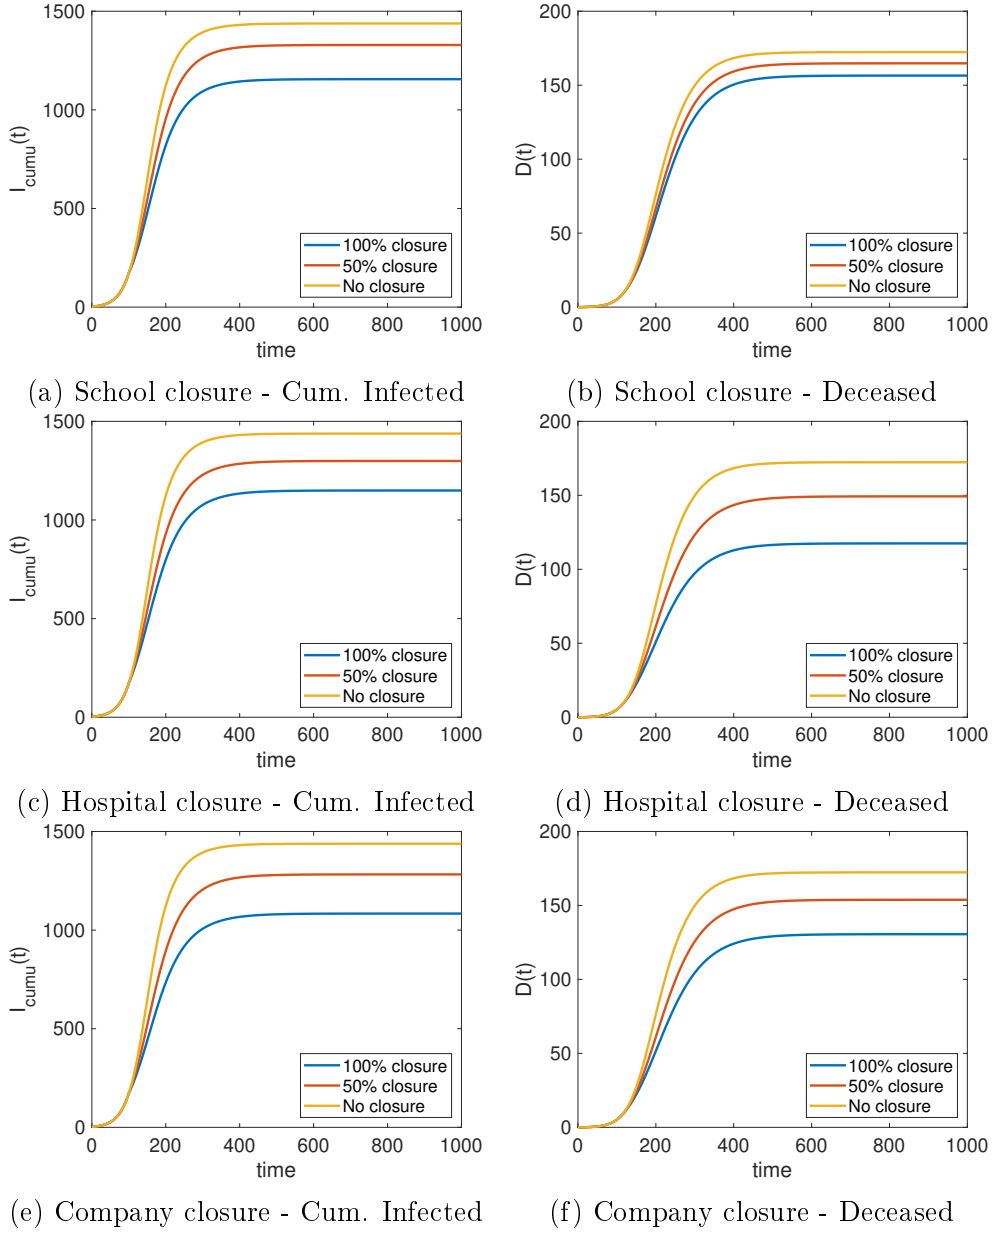 1500
1000
500
0
I_cumu(t)
100% closure
50% closure
No closure
0 200 400 600 800 1000
time
200
150
100
50
0
D(t)
100% closure
50% closure
No closure
0 200 400 600 800 1000
time
(a) School closure - Cum. Infected
(b) School closure - Deceased
1500
1000
500
0
I_cumu(t)
100% closure
50% closure
No closure
0 200 400 600 800 1000
time
200
150
100
50
0
D(t)
100% closure
50% closure
No closure
0 200 400 600 800 1000
time
(c) Hospital closure - Cum. Infected
(d) Hospital closure - Deceased
1500
1000
500
0
I_cumu(t)
100% closure
50% closure
No closure
0 200 400 600 800 1000
time
200
150
100
50
0
D(t)
100% closure
50% closure
No closure
0 200 400 600 800 1000
time
(e) Company closure - Cum. Infected
(f) Company closure - Deceased